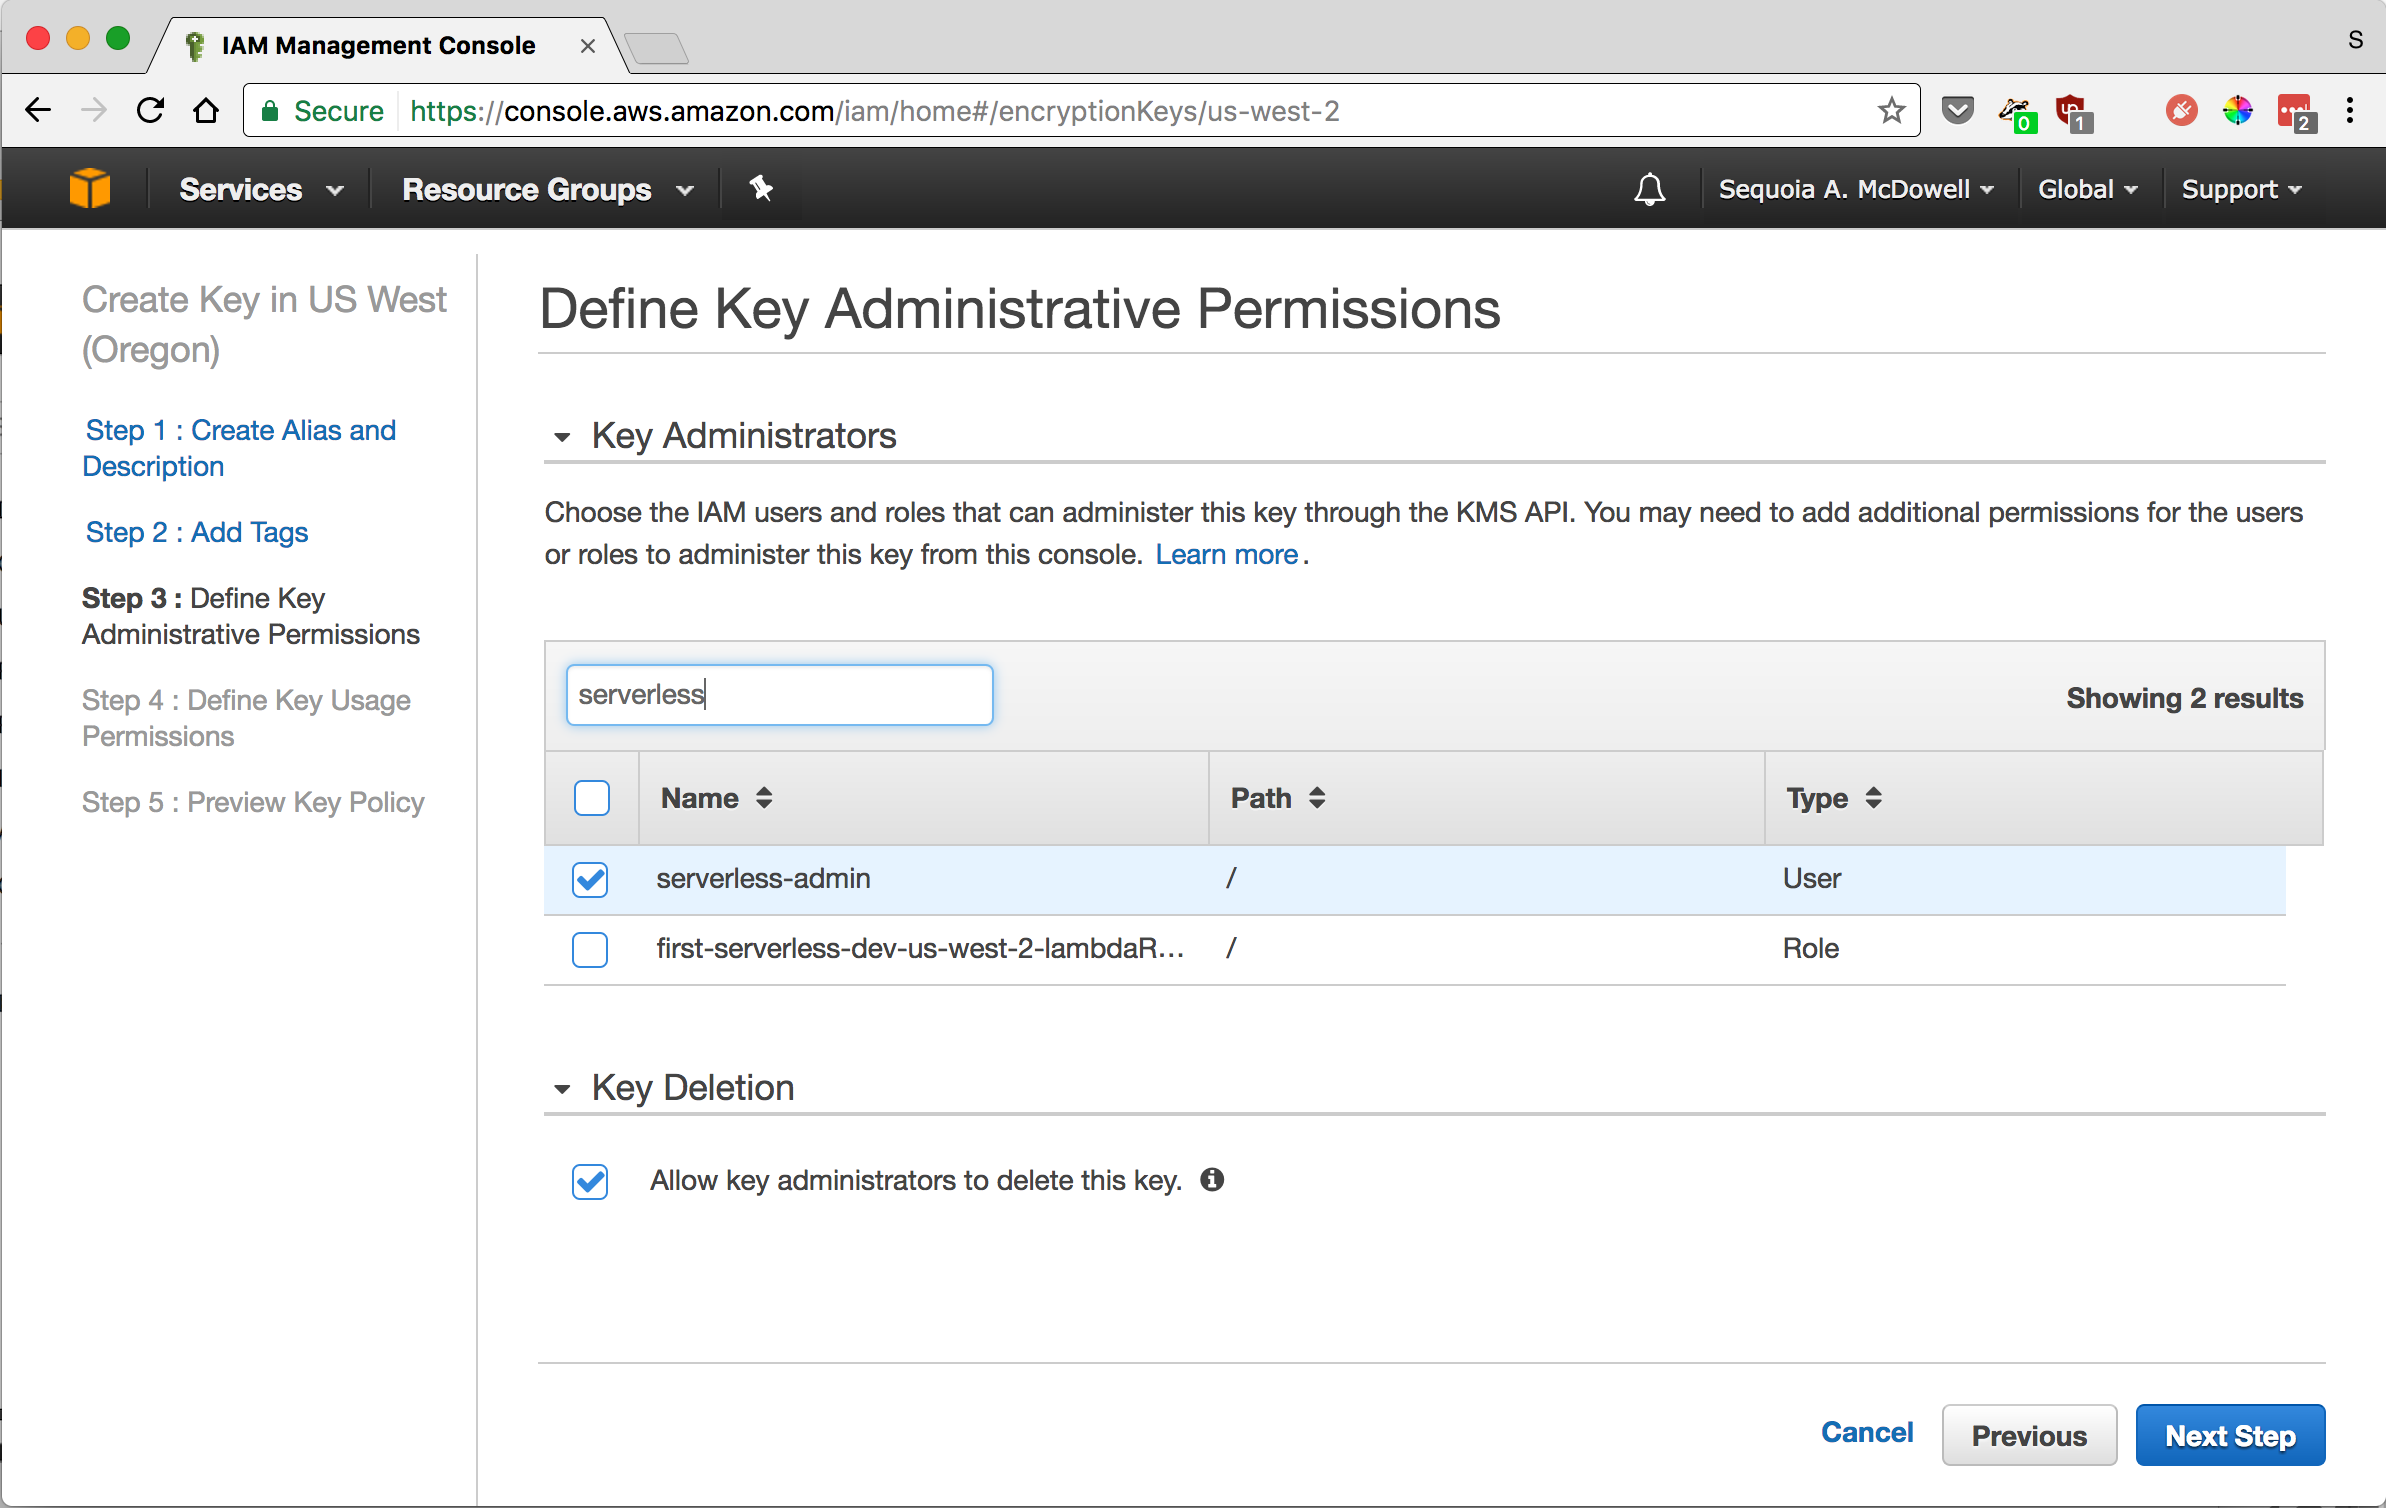 IAM Management Console
S
Secure https://console.aws.amazon.com/iam/home#/encryptionKeys/us-west-2
0
1
2
Services
Resource Groups
Sequoia A. McDowell
Global
Support
Create Key in US West
(Oregon)
Step 1 : Create Alias and
Description
Step 2 : Add Tags
Step 3 : Define Key
Administrative Permissions
Step 4 : Define Key Usage
Permissions
Step 5 : Preview Key Policy
Define Key Administrative Permissions
Key Administrators
Choose the IAM users and roles that can administer this key through the KMS API. You may need to add additional permissions for the users
or roles to administer this key from this console. Learn more.
serverless
Showing 2 results
Name Path Type
serverless-admin / User
first-serverless-dev-us-west-2-lambdaR... / Role
Key Deletion
Allow key administrators to delete this key.
Cancel
Previous
Next Step